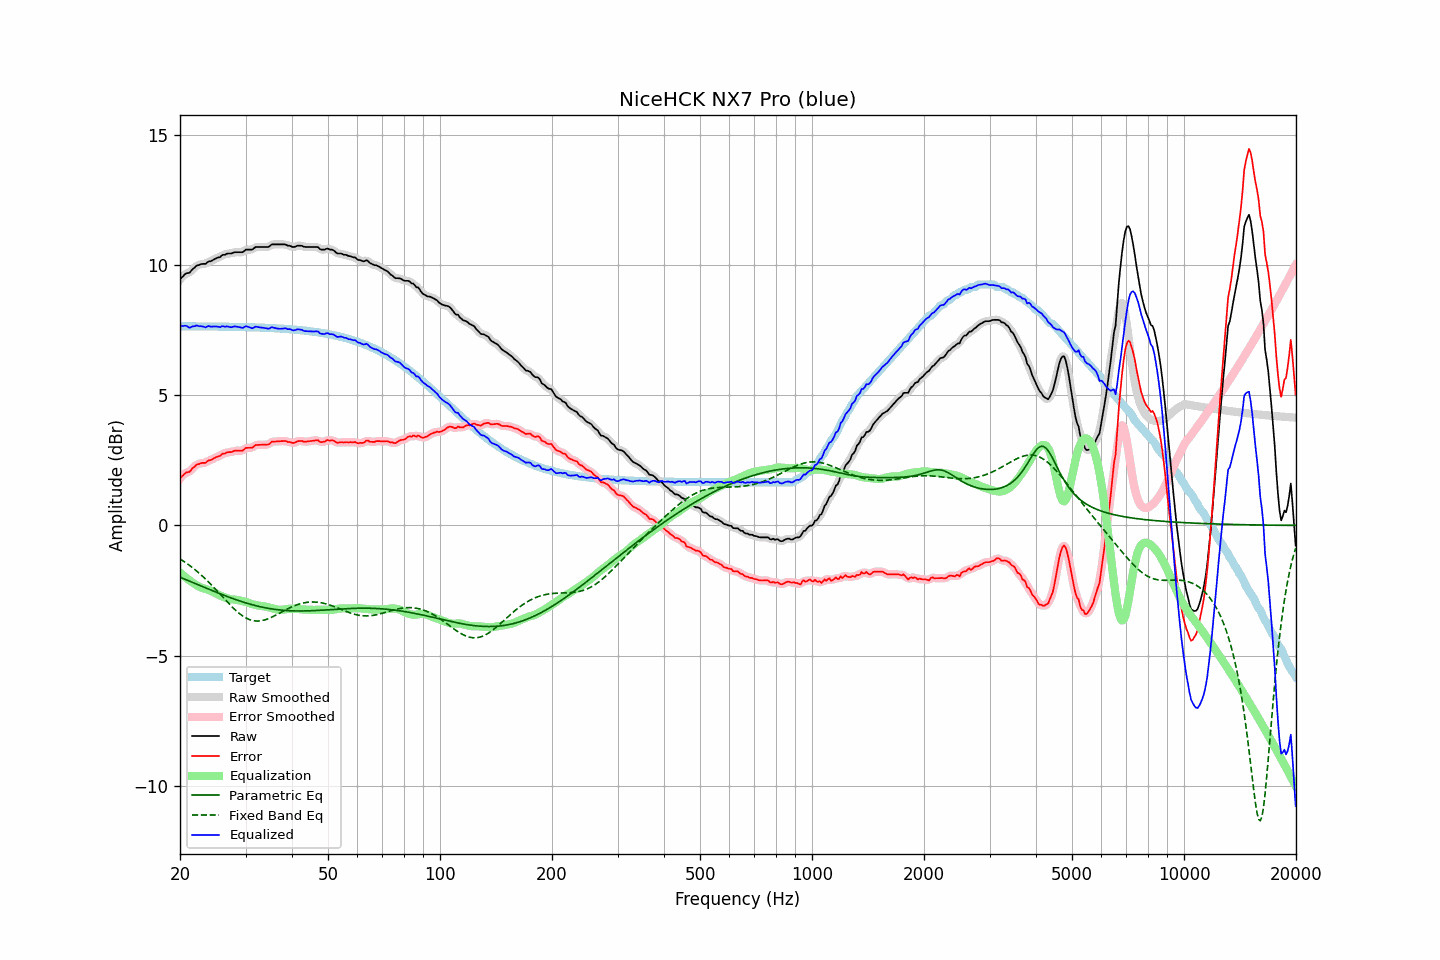 NiceHCK NX7 Pro (blue)
15
10
5
0
−5
−10
Amplitude (dBr)
Target
Raw Smoothed
Error Smoothed
Raw
Error
Equalization
Parametric Eq
Fixed Band Eq
Equalized
20 50 100 200 500 1000 2000 5000 10000 20000
Frequency (Hz)